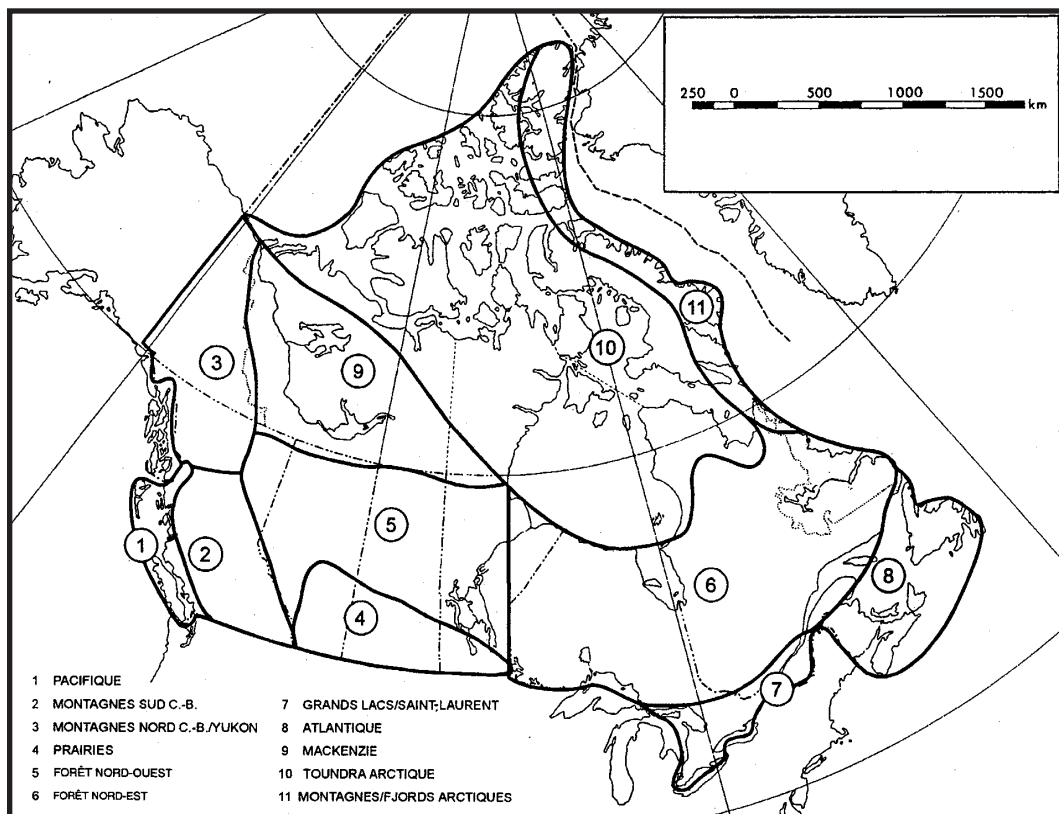 250 0 500 1000 1500 km
11
10
3
9
5
1
2
6
8
4
7
1 PACIFIQUE
2 MONTAGNES SUD C.-B.
3 MONTAGNES NORD C.-B./YUKON
4 PRAIRIES
5 FORÊT NORD-OUEST
6 FORÊT NORD-EST
7 GRANDS LACS/SAINT-LAURENT
8 ATLANTIQUE
9 MACKENZIE
10 TOUNDRA ARCTIQUE
11 MONTAGNES/FJORDS ARCTIQUES